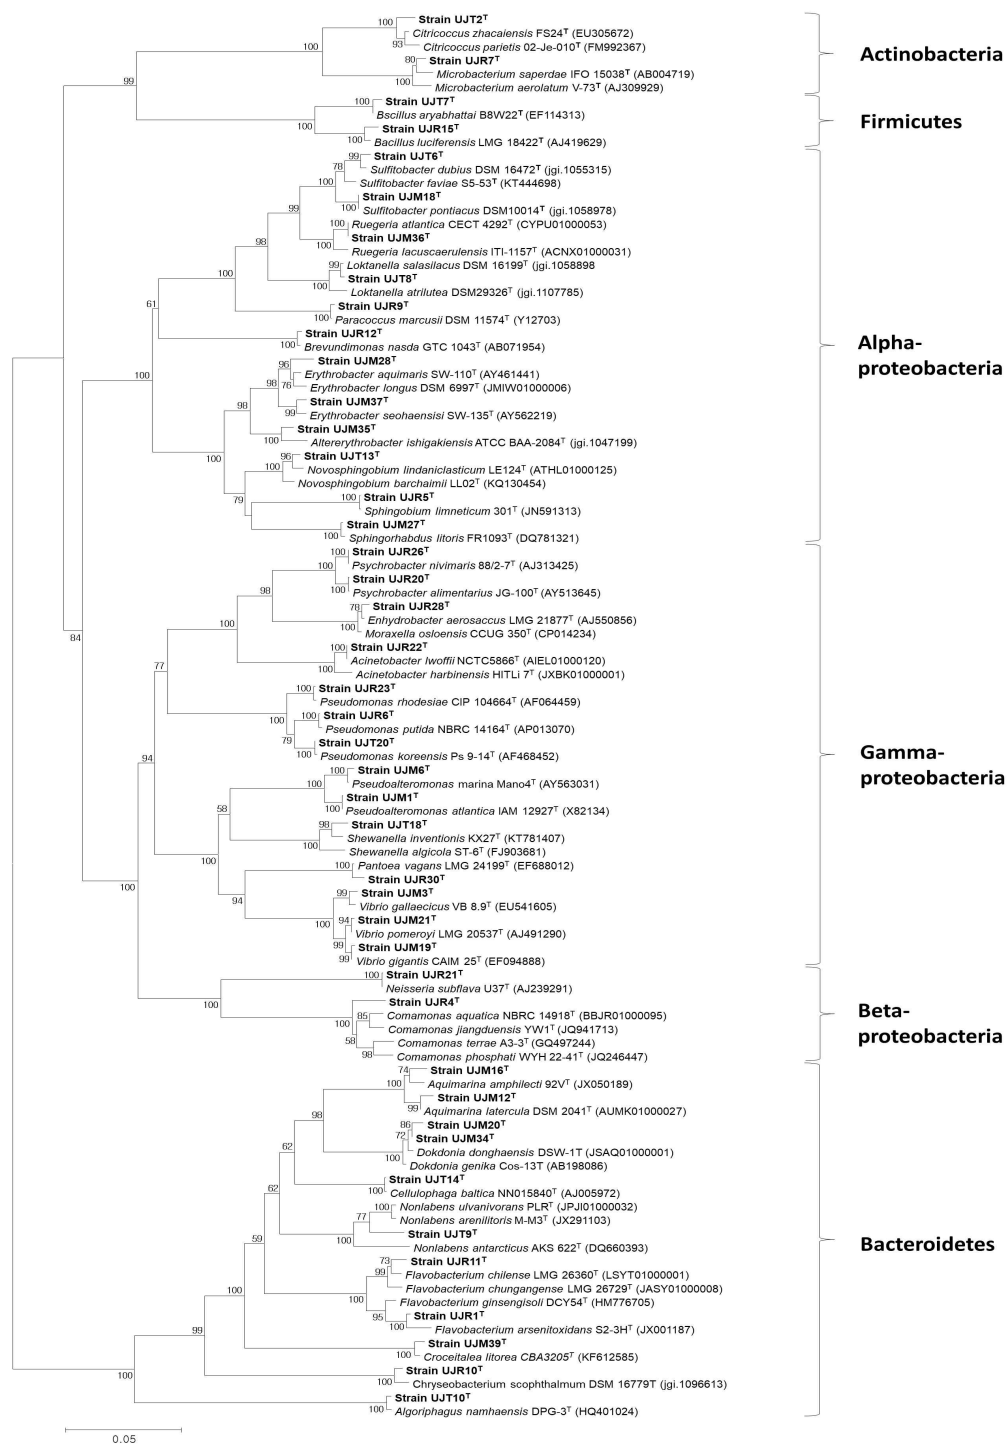 Strain UJT2ᵀ
Citricoccus zhacaiensis FS24ᵀ (EU305672)
Citricoccus parietis 02-Je-010ᵀ (FM992367)
Strain UJR7ᵀ
Microbacterium saperdae IFO 15038ᵀ (AB004719)
Microbacterium aerolatum V-73ᵀ (AJ309929)
Actinobacteria
Strain UJT7ᵀ
Bscillus aryabhattai B8W22ᵀ (EF114313)
Strain UJR15ᵀ
Bacillus luciferensis LMG 18422ᵀ (AJ419629)
Firmicutes
Strain UJT6ᵀ
Sulfitobacter dubius DSM 16472ᵀ (jgi.1055315)
Sulfitobacter faviae S5-53ᵀ (KT444698)
Strain UJM18ᵀ
Sulfitobacter pontiacus DSM10014ᵀ (jgi.1058978)
Ruegeria atlantica CECT 4292ᵀ (CYPU01000053)
Strain UJM36ᵀ
Ruegeria lacuscaerulensis ITI-1157ᵀ (ACNX01000031)
Loktanella salasilacus DSM 16199ᵀ (jgi.1058898
Strain UJT8ᵀ
Loktanella atrilutea DSM29326ᵀ (jgi.1107785)
Strain UJR9ᵀ
Paracoccus marcusii DSM 11574ᵀ (Y12703)
Strain UJR12ᵀ
Brevundimonas nasda GTC 1043ᵀ (AB071954)
Strain UJM28ᵀ
Erythrobacter aquimaris SW-110ᵀ (AY461441)
Erythrobacter longus DSM 6997ᵀ (JMIW01000006)
Strain UJM37ᵀ
Erythrobacter seohaensisi SW-135ᵀ (AY562219)
Strain UJM35ᵀ
Altererythrobacter ishigakiensis ATCC BAA-2084ᵀ (jgi.1047199)
Strain UJT13ᵀ
Novosphingobium lindaniclasticum LE124ᵀ (ATHL01000125)
Novosphingobium barchaimii LL02ᵀ (KQ130454)
Strain UJR5ᵀ
Sphingobium limneticum 301ᵀ (JN591313)
Strain UJM27ᵀ
Sphingorhabdus litoris FR1093ᵀ (DQ781321)
Alpha-
proteobacteria
Strain UJR26ᵀ
Psychrobacter nivimaris 88/2-7ᵀ (AJ313425)
Strain UJR20ᵀ
Psychrobacter alimentarius JG-100ᵀ (AY513645)
Strain UJR28ᵀ
Enhydrobacter aerosaccus LMG 21877ᵀ (AJ550856)
Moraxella osloensis CCUG 350ᵀ (CP014234)
Strain UJR22ᵀ
Acinetobacter lwoffii NCTC5866ᵀ (AIEL01000120)
Acinetobacter harbinensis HITLi 7ᵀ (JXBK01000001)
Strain UJR23ᵀ
Pseudomonas rhodesiae CIP 104664ᵀ (AF064459)
Strain UJR6ᵀ
Pseudomonas putida NBRC 14164ᵀ (AP013070)
Strain UJT20ᵀ
Pseudomonas koreensis Ps 9-14ᵀ (AF468452)
Strain UJM6ᵀ
Pseudoalteromonas marina Mano4ᵀ (AY563031)
Strain UJM1ᵀ
Pseudoalteromonas atlantica IAM 12927ᵀ (X82134)
Strain UJT18ᵀ
Shewanella inventionis KX27ᵀ (KT781407)
Shewanella algicola ST-6ᵀ (FJ903681)
Pantoea vagans LMG 24199ᵀ (EF688012)
Strain UJR30ᵀ
Strain UJM3ᵀ
Vibrio gallaecicus VB 8.9ᵀ (EU541605)
Strain UJM21ᵀ
Vibrio pomeroyi LMG 20537ᵀ (AJ491290)
Strain UJM19ᵀ
Vibrio gigantis CAIM 25ᵀ (EF094888)
Gamma-
proteobacteria
Strain UJR21ᵀ
Neisseria subflava U37ᵀ (AJ239291)
Strain UJR4ᵀ
Comamonas aquatica NBRC 14918ᵀ (BBJR01000095)
Comamonas jiangduensis YW1ᵀ (JQ941713)
Comamonas terrae A3-3ᵀ (GQ497244)
Comamonas phosphati WYH 22-41ᵀ (JQ246447)
Beta-
proteobacteria
Strain UJM16ᵀ
Aquimarina amphilecti 92Vᵀ (JX050189)
Strain UJM12ᵀ
Aquimarina latercula DSM 2041ᵀ (AUMK01000027)
Strain UJM20ᵀ
Strain UJM34ᵀ
Dokdonia donghaensis DSW-1T (JSAQ01000001)
Dokdonia genika Cos-13T (AB198086)
Strain UJT14ᵀ
Cellulophaga baltica NN015840ᵀ (AJ005972)
Nonlabens ulvanivorans PLRᵀ (JPJI01000032)
Nonlabens arenilitoris M-M3ᵀ (JX291103)
Strain UJT9ᵀ
Nonlabens antarcticus AKS 622ᵀ (DQ660393)
Strain UJR11ᵀ
Flavobacterium chilense LMG 26360ᵀ (LSYT01000001)
Flavobacterium chungangense LMG 26729ᵀ (JASY01000008)
Flavobacterium ginsengisoli DCY54ᵀ (HM776705)
Strain UJR1ᵀ
Flavobacterium arsenitoxidans S2-3Hᵀ (JX001187)
Strain UJM39ᵀ
Croceitalea litorea CBA3205ᵀ (KF612585)
Strain UJR10ᵀ
Chryseobacterium scophthalmum DSM 16779T (jgi.1096613)
Strain UJT10ᵀ
Algoriphagus namhaensis DPG-3ᵀ (HQ401024)
Bacteroidetes
0.05